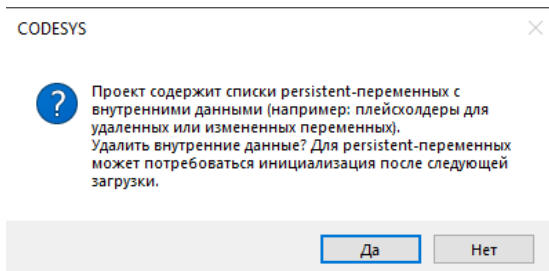 CODESYS
Проект содержит списки persistent-переменных с
внутренними данными (например: плейсхолдеры для
удаленных или измененных переменных).
Удалить внутренние данные? Для persistent-переменных
может потребоваться инициализация после следующей
загрузки.
Да
Нет